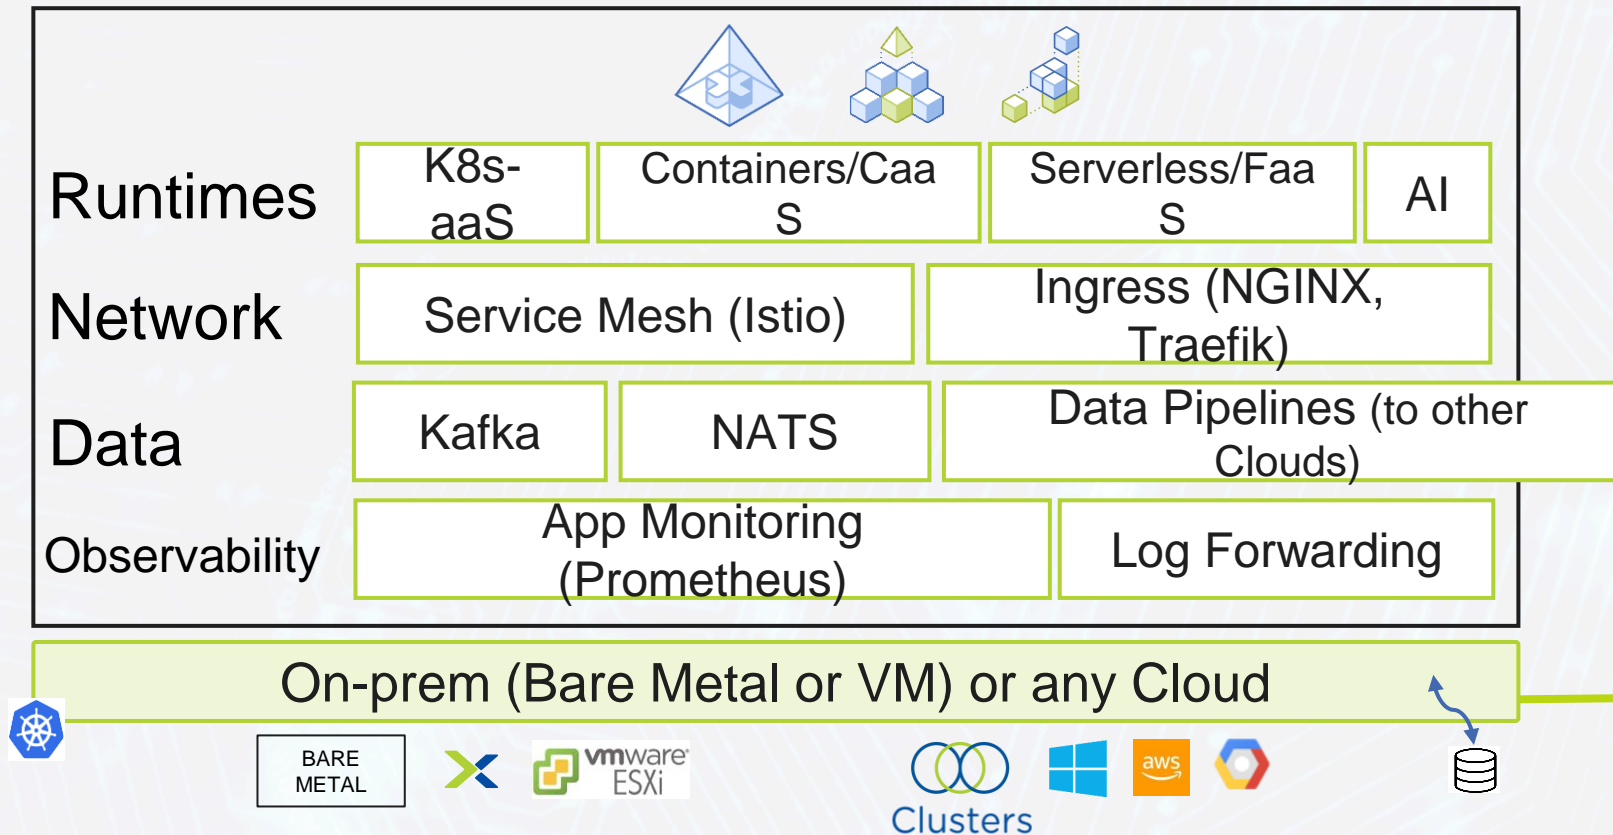 Runtimes
K8s-
aaS
Containers/Caa
S
Serverless/Faa
S
AI
Network
Service Mesh (Istio)
Ingress (NGINX,
Traefik)
Data
Kafka
NATS
Data Pipelines (to other
Clouds)
Observability
App Monitoring
(Prometheus)
Log Forwarding
On-prem (Bare Metal or VM) or any Cloud
BARE
METAL
vmware
ESXi
Clusters
aws